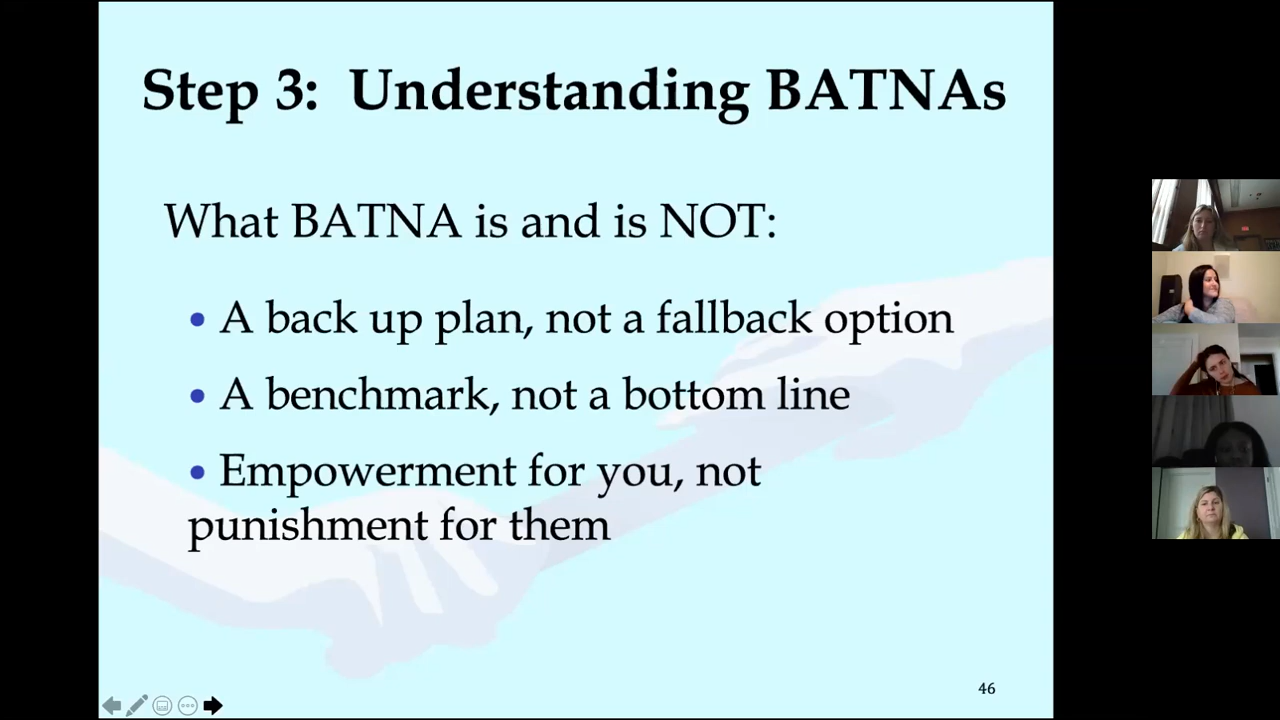 Step 3: Understanding BATNAs
What BATNA is and is NOT:
• A back up plan, not a fallback option
• A benchmark, not a bottom line
• Empowerment for you, not
punishment for them
46